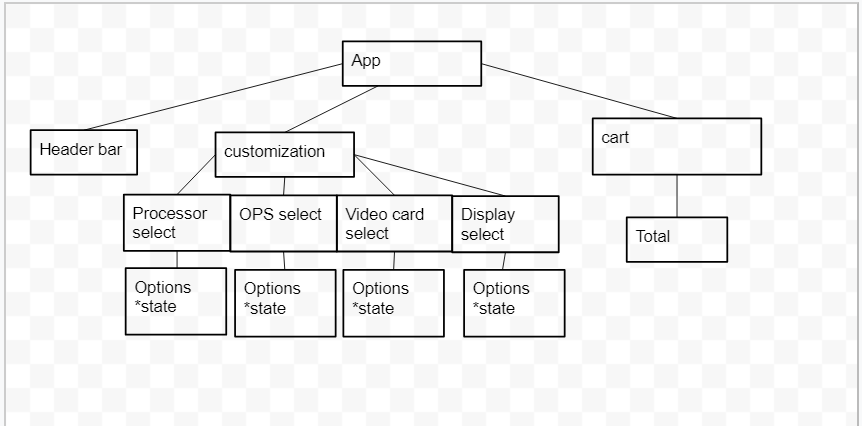 App
Header bar
customization
cart
Processor
select
OPS select
Video card
select
Display
select
Total
Options
*state
Options
*state
Options
*state
Options
*state